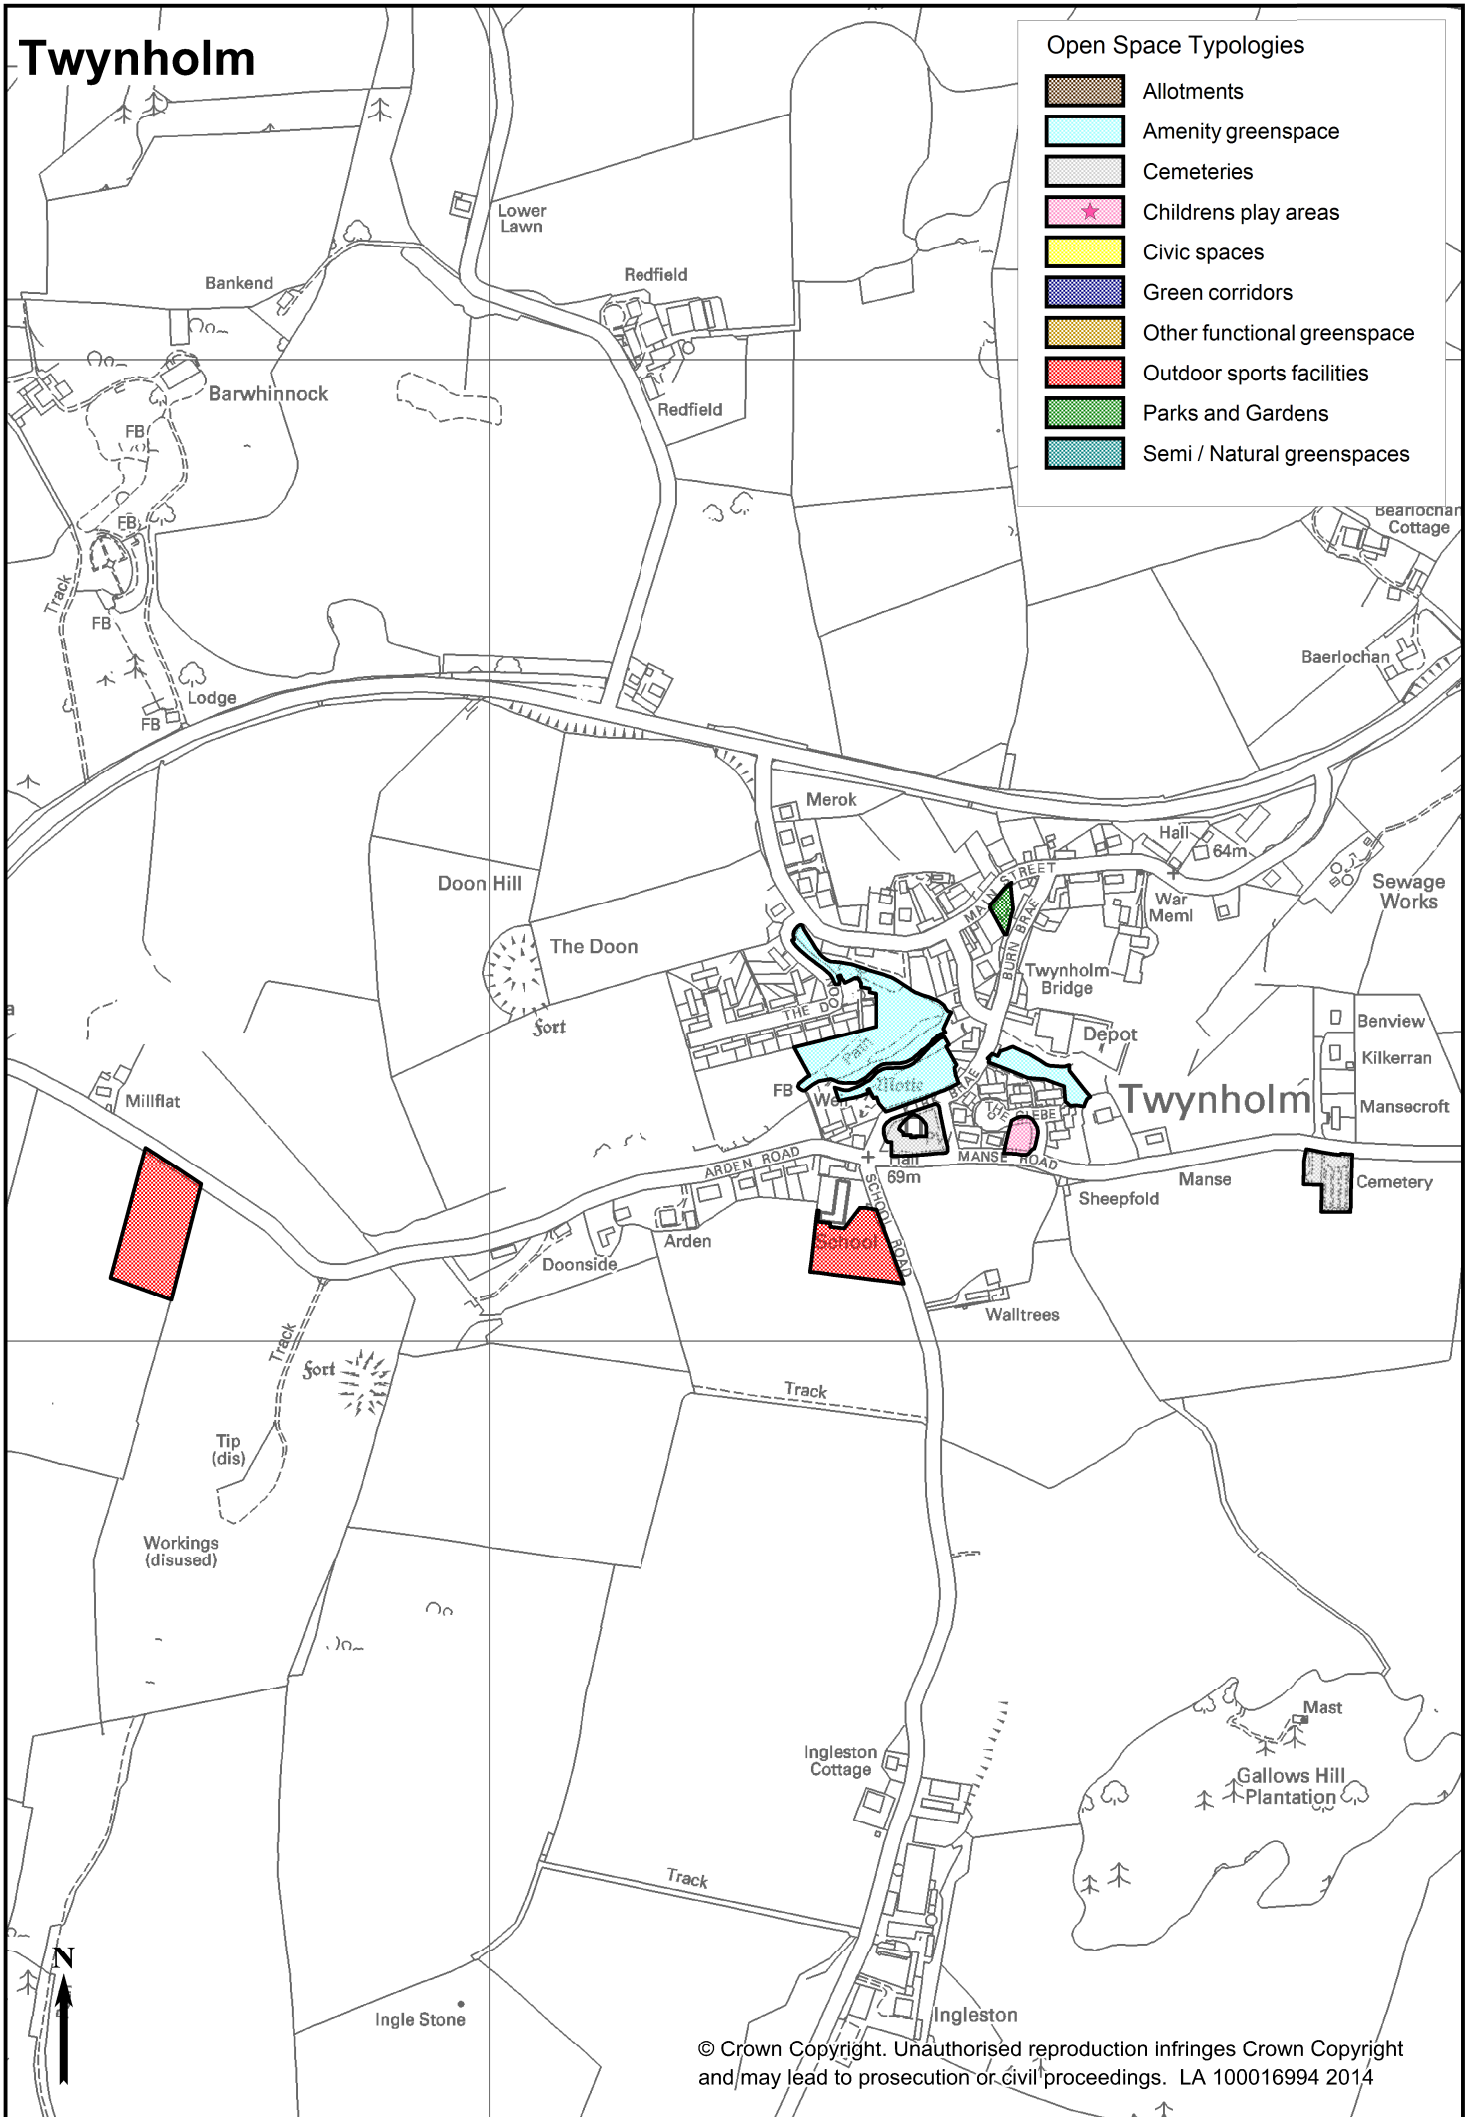 Twynholm
Open Space Typologies
Allotments
Amenity greenspace
Cemeteries
Childrens play areas
Civic spaces
Green corridors
Other functional greenspace
Outdoor sports facilities
Parks and Gardens
Semi / Natural greenspaces
Lower
Lawn
Redfield
Bankend
Barwhinnock
Redfield
FB
FB
Track
FB
Cottage
Baerlochan
Lodge
FB
Merok
Hall
64m
Doon Hill
MAIN STREET
War
Meml
Sewage
Works
The Doon
BURN BRAE
Twynholm
Bridge
Fort
THE DOON
Depot
Benview
Kilkerran
Path
Motte
FB
BRAE
THE GLEBE
Twynholm
Millflat
Mansecroft
ARDEN ROAD
Hall
69m
MANSE ROAD
Manse
Cemetery
Sheepfold
SCHOOL ROAD
School
Arden
Doonside
Walltrees
Track
Fort
Track
Tip
(dis)
Workings
(disused)
Mast
Ingleston
Cottage
Gallows Hill
Plantation
Track
N
Ingle Stone
Ingleston
© Crown Copyright. Unauthorised reproduction infringes Crown Copyright
and may lead to prosecution or civil proceedings. LA 100016994 2014